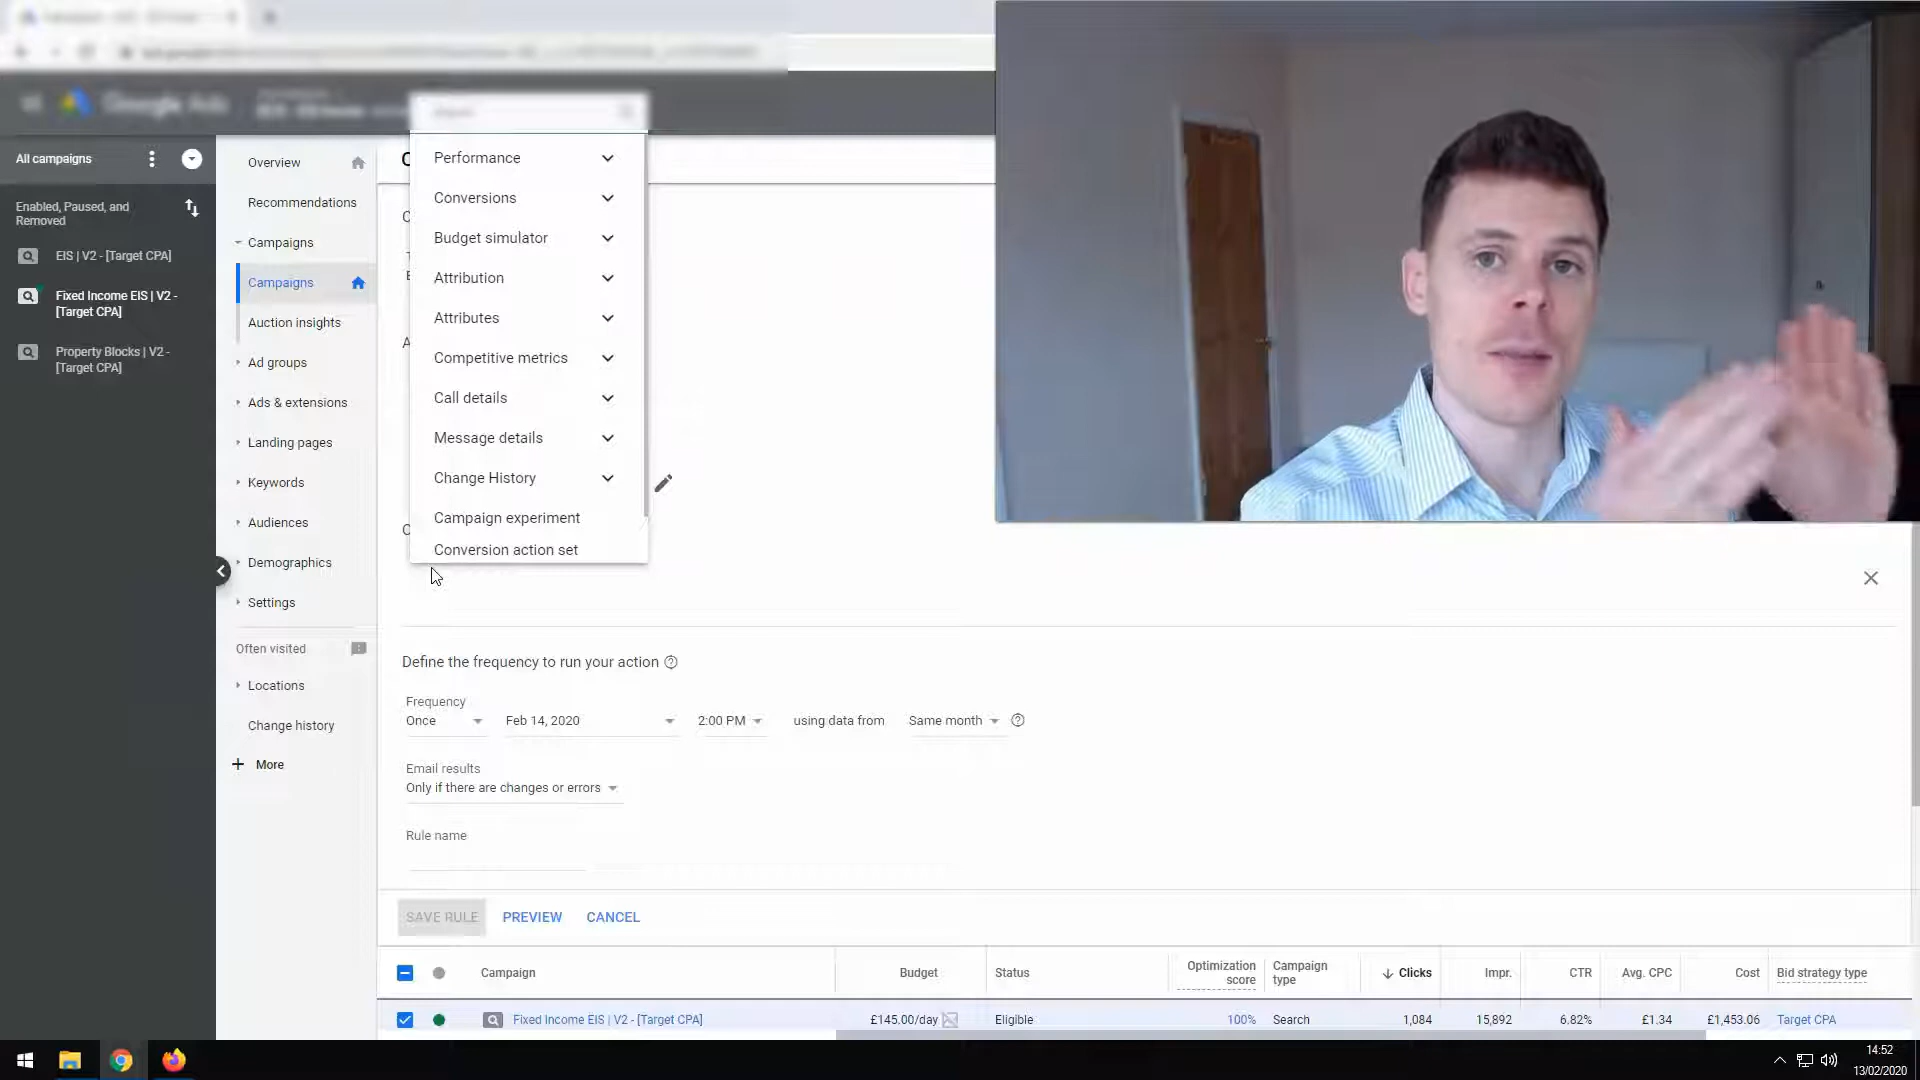 Google Ads
All campaigns
Enabled, Paused, and
Removed
EIS | V2 - [Target CPA]
Fixed Income EIS | V2 -
[Target CPA]
Property Blocks | V2 -
[Target CPA]
Overview
Recommendations
Campaigns
Campaigns
Auction insights
Ad groups
Ads & extensions
Landing pages
Keywords
Audiences
Demographics
Settings
Often visited
Locations
Change history
More
Performance
Conversions
Budget simulator
Attribution
Attributes
Competitive metrics
Call details
Message details
Change History
Campaign experiment
Conversion action set
Define the frequency to run your action
Frequency
Once Feb 14, 2020 2:00 PM using data from Same month
Email results
Only if there are changes or errors
Rule name
SAVE RULE PREVIEW CANCEL
Campaign Budget Status Optimization score Campaign type Clicks Impr. CTR Avg. CPC Cost Bid strategy type
Fixed Income EIS | V2 - [Target CPA] £145.00/day Eligible 100% Search 1,084 15,892 6.82% £1.34 £1,453.06 Target CPA
14:52
13/02/2020